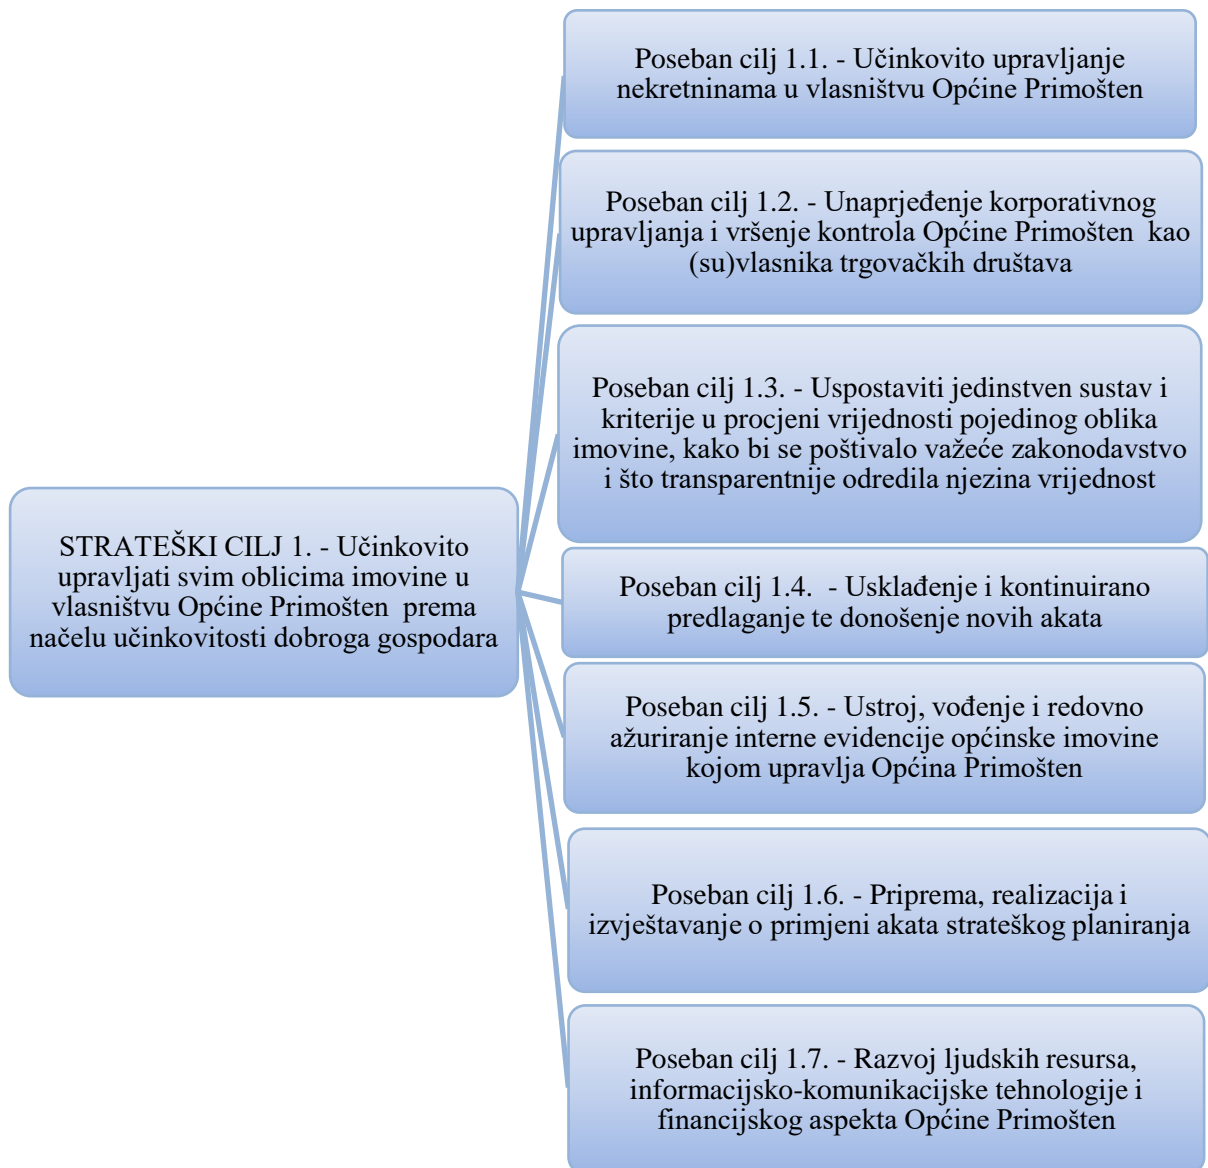 STRATEŠKI CILJ 1. - Učinkovito
upravljati svim oblicima imovine u
vlasništvu Općine Primošten  prema
načelu učinkovitosti dobroga gospodara
Poseban cilj 1.1. - Učinkovito upravljanje
nekretninama u vlasništvu Općine Primošten
Poseban cilj 1.2. - Unaprjeđenje korporativnog
upravljanja i vršenje kontrola Općine Primošten  kao
(su)vlasnika trgovačkih društava
Poseban cilj 1.3. - Uspostaviti jedinstven sustav i
kriterije u procjeni vrijednosti pojedinog oblika
imovine, kako bi se poštivalo važeće zakonodavstvo
i što transparentnije odredila njezina vrijednost
Poseban cilj 1.4.  - Usklađenje i kontinuirano
predlaganje te donošenje novih akata
Poseban cilj 1.5. - Ustroj, vođenje i redovno
ažuriranje interne evidencije općinske imovine
kojom upravlja Općina Primošten
Poseban cilj 1.6. - Priprema, realizacija i
izvještavanje o primjeni akata strateškog planiranja
Poseban cilj 1.7. - Razvoj ljudskih resursa,
informacijsko-komunikacijske tehnologije i
financijskog aspekta Općine Primošten